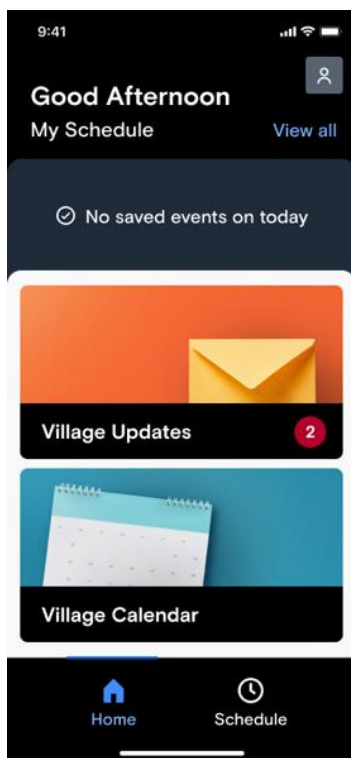 9:41
Good Afternoon
My Schedule View all
No saved events on today
Village Updates 2
Village Calendar
Home Schedule